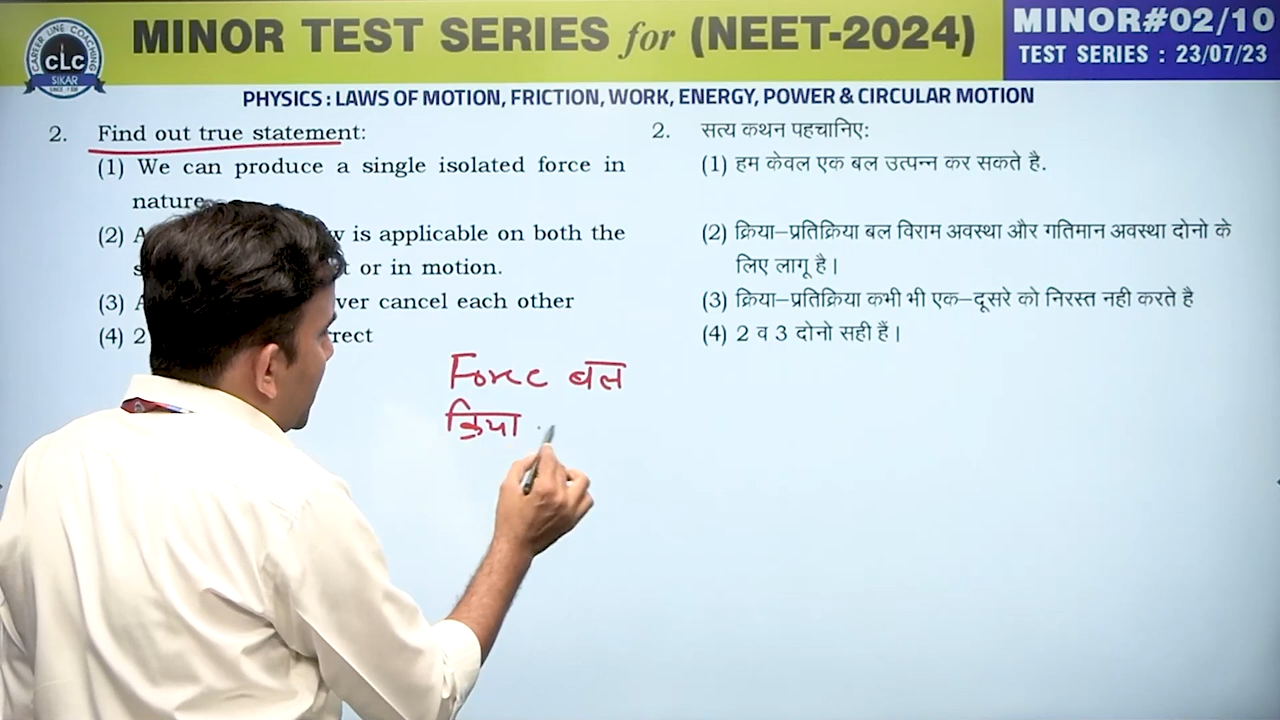 MINOR TEST SERIES for (NEET-2024)
MINOR#02/10
TEST SERIES : 23/07/23
CAREER LINE COACHING
CLC
SIKAR
PHYSICS : LAWS OF MOTION, FRICTION, WORK, ENERGY, POWER & CIRCULAR MOTION
2. Find out true statement:
(1) We can produce a single isolated force in
nature
(2) is applicable on both the
or in motion.
(3) cancel each other
(4) 2
2. सत्य कथन पहचानिए:
(1) हम केवल एक बल उत्पन्न कर सकते है.
(2) क्रिया–प्रतिक्रिया बल विराम अवस्था और गतिमान अवस्था दोनो के
लिए लागू है।
(3) क्रिया–प्रतिक्रिया कभी भी एक–दूसरे को निरस्त नही करते है
(4) 2 व 3 दोनो सही हैं।
Force बल
क्रिया